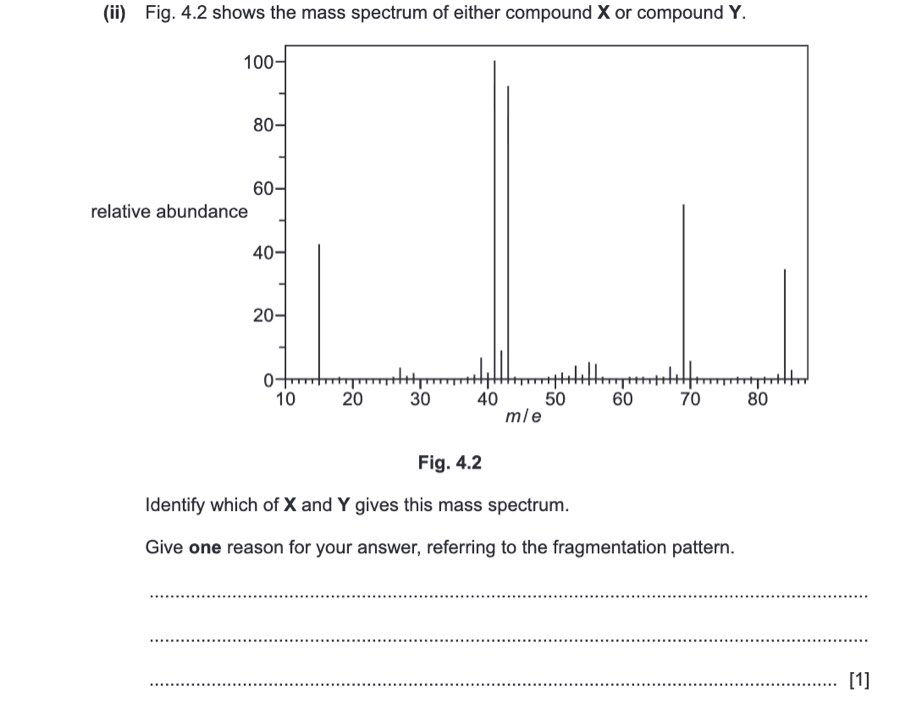 (ii) Fig. 4.2 shows the mass spectrum of either compound X or compound Y.
100
80
60
relative abundance
40
20
0
10 20 30 40 50 60 70 80
m/e
Fig. 4.2
Identify which of X and Y gives this mass spectrum.
Give one reason for your answer, referring to the fragmentation pattern.
[1]